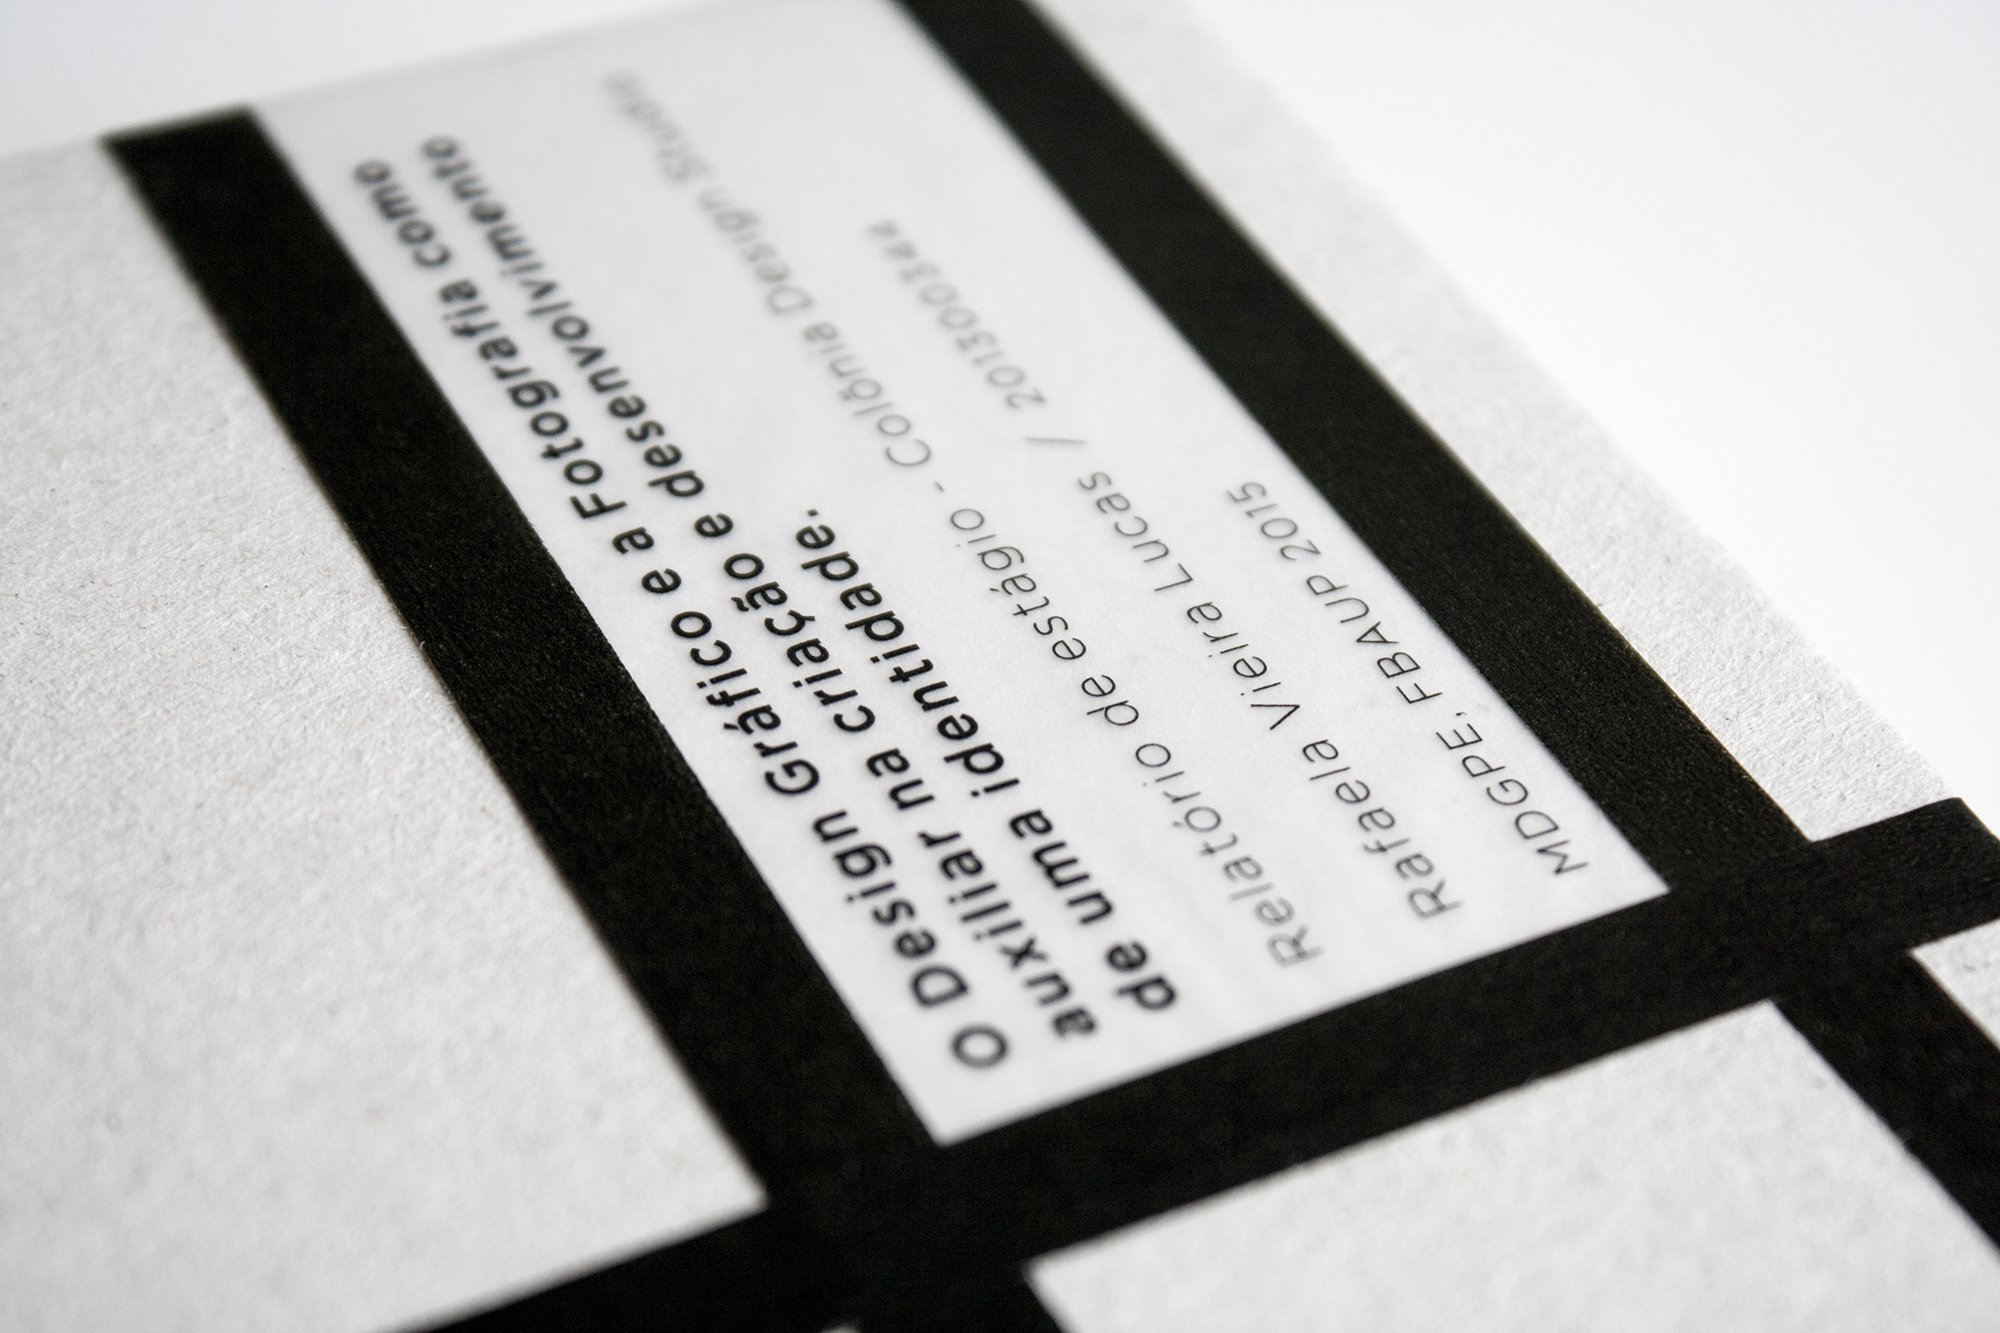 O Design Gráfico e a Fotografia como
auxiliar na criação e desenvolvimento
de uma identidade.
Relatório de estágio - Colönia Design Studio
Rafaela Vieira Lucas / 201300344
MDGPE, FBAUP 2015